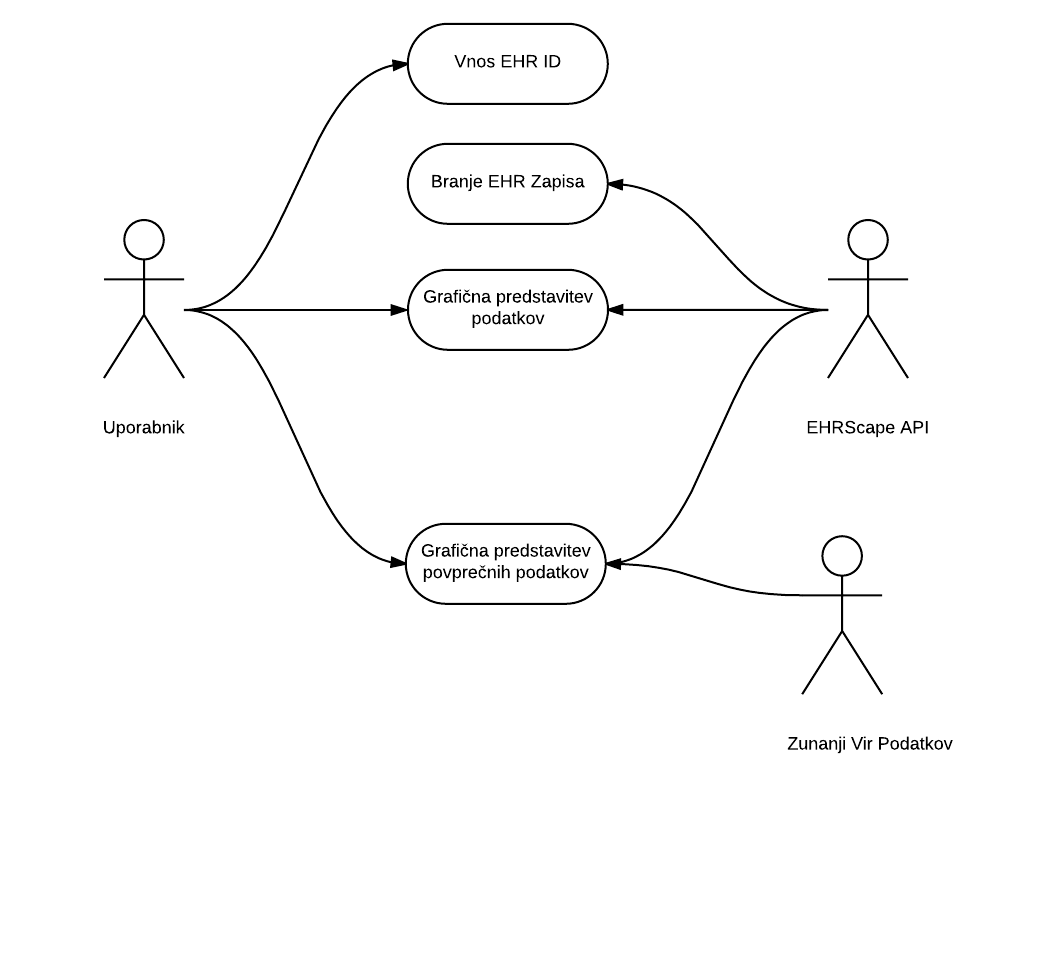 Vnos EHR ID
Branje EHR Zapisa
Grafična predstavitev
podatkov
Uporabnik
EHRScape API
Grafična predstavitev
povprečnih podatkov
Zunanji Vir Podatkov